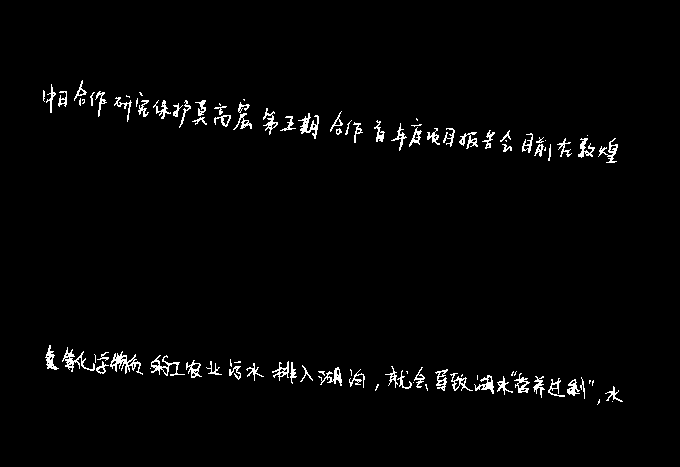 中日合作研究保护莫高窟第五期合作首年度项目报告会目前在敦煌
氮等化学物质的工农业污水排入湖泊，就会导致湖水“营养过剩”，水